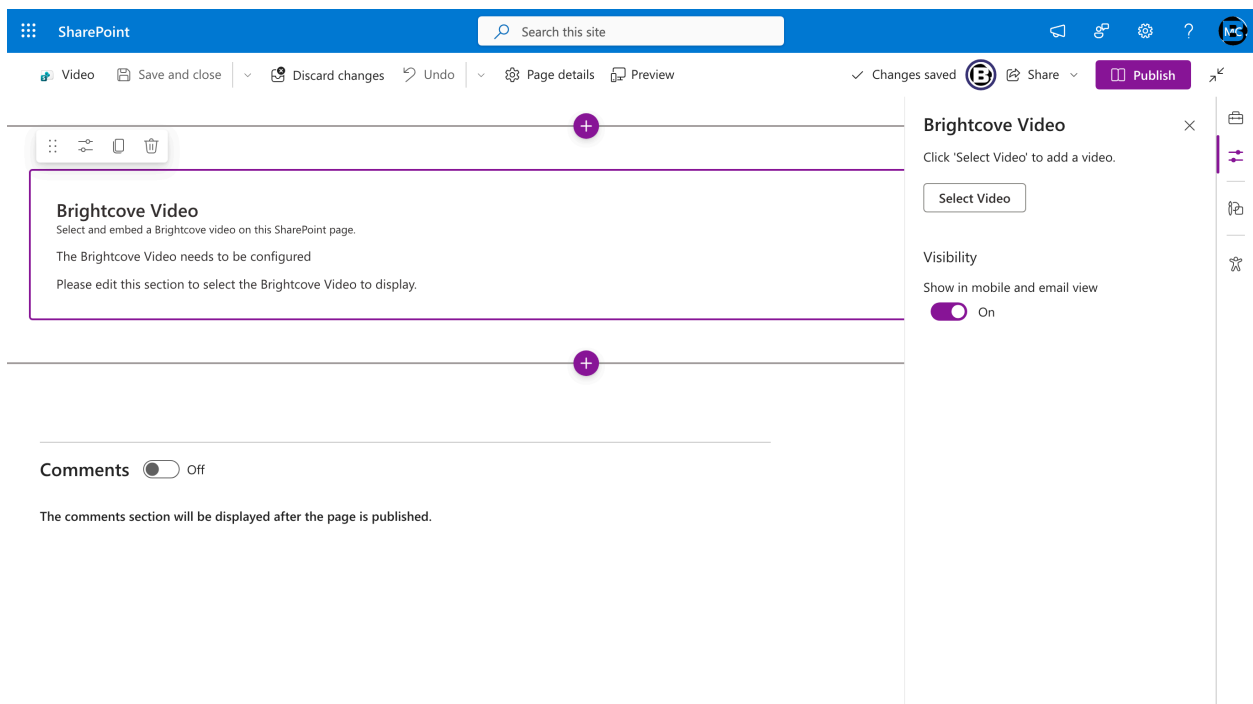 SharePoint
Search this site
?
MC
Video
Save and close
Discard changes
Undo
Page details
Preview
Changes saved
B
Share
Publish
Brightcove Video
Click 'Select Video' to add a video.
Select Video
Visibility
Show in mobile and email view
On
Brightcove Video
Select and embed a Brightcove video on this SharePoint page.
The Brightcove Video needs to be configured
Please edit this section to select the Brightcove Video to display.
Comments
Off
The comments section will be displayed after the page is published.